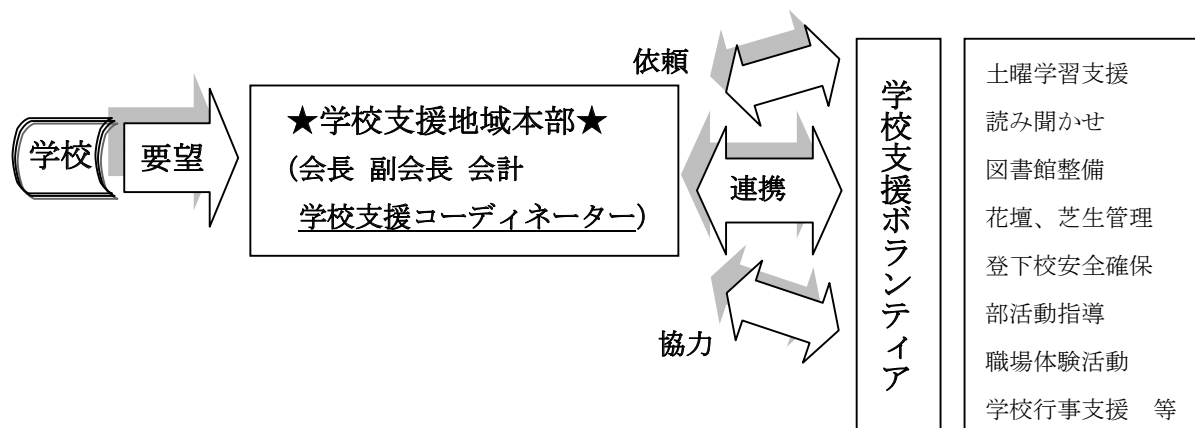 学校
要望
★学校支援地域本部★
(会長 副会長 会計
学校支援コーディネーター)
依頼
連携
協力
学校支援ボランティア
土曜学習支援
読み聞かせ
図書館整備
花壇、芝生管理
登下校安全確保
部活動指導
職場体験活動
学校行事支援　等